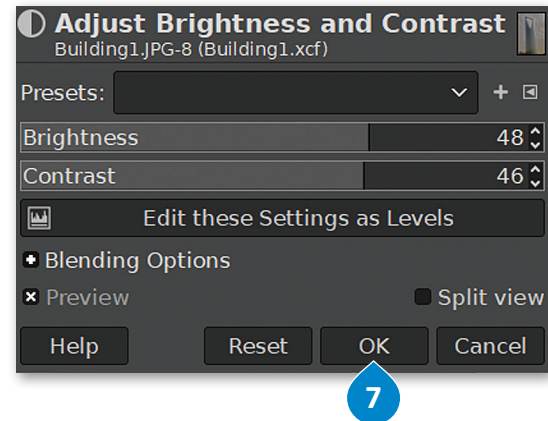 Adjust Brightness and Contrast
Building1.JPG-8 (Building1.xcf)
Presets:
Brightness 48
Contrast 46
Edit these Settings as Levels
Blending Options
Preview Split view
Help Reset OK Cancel
7